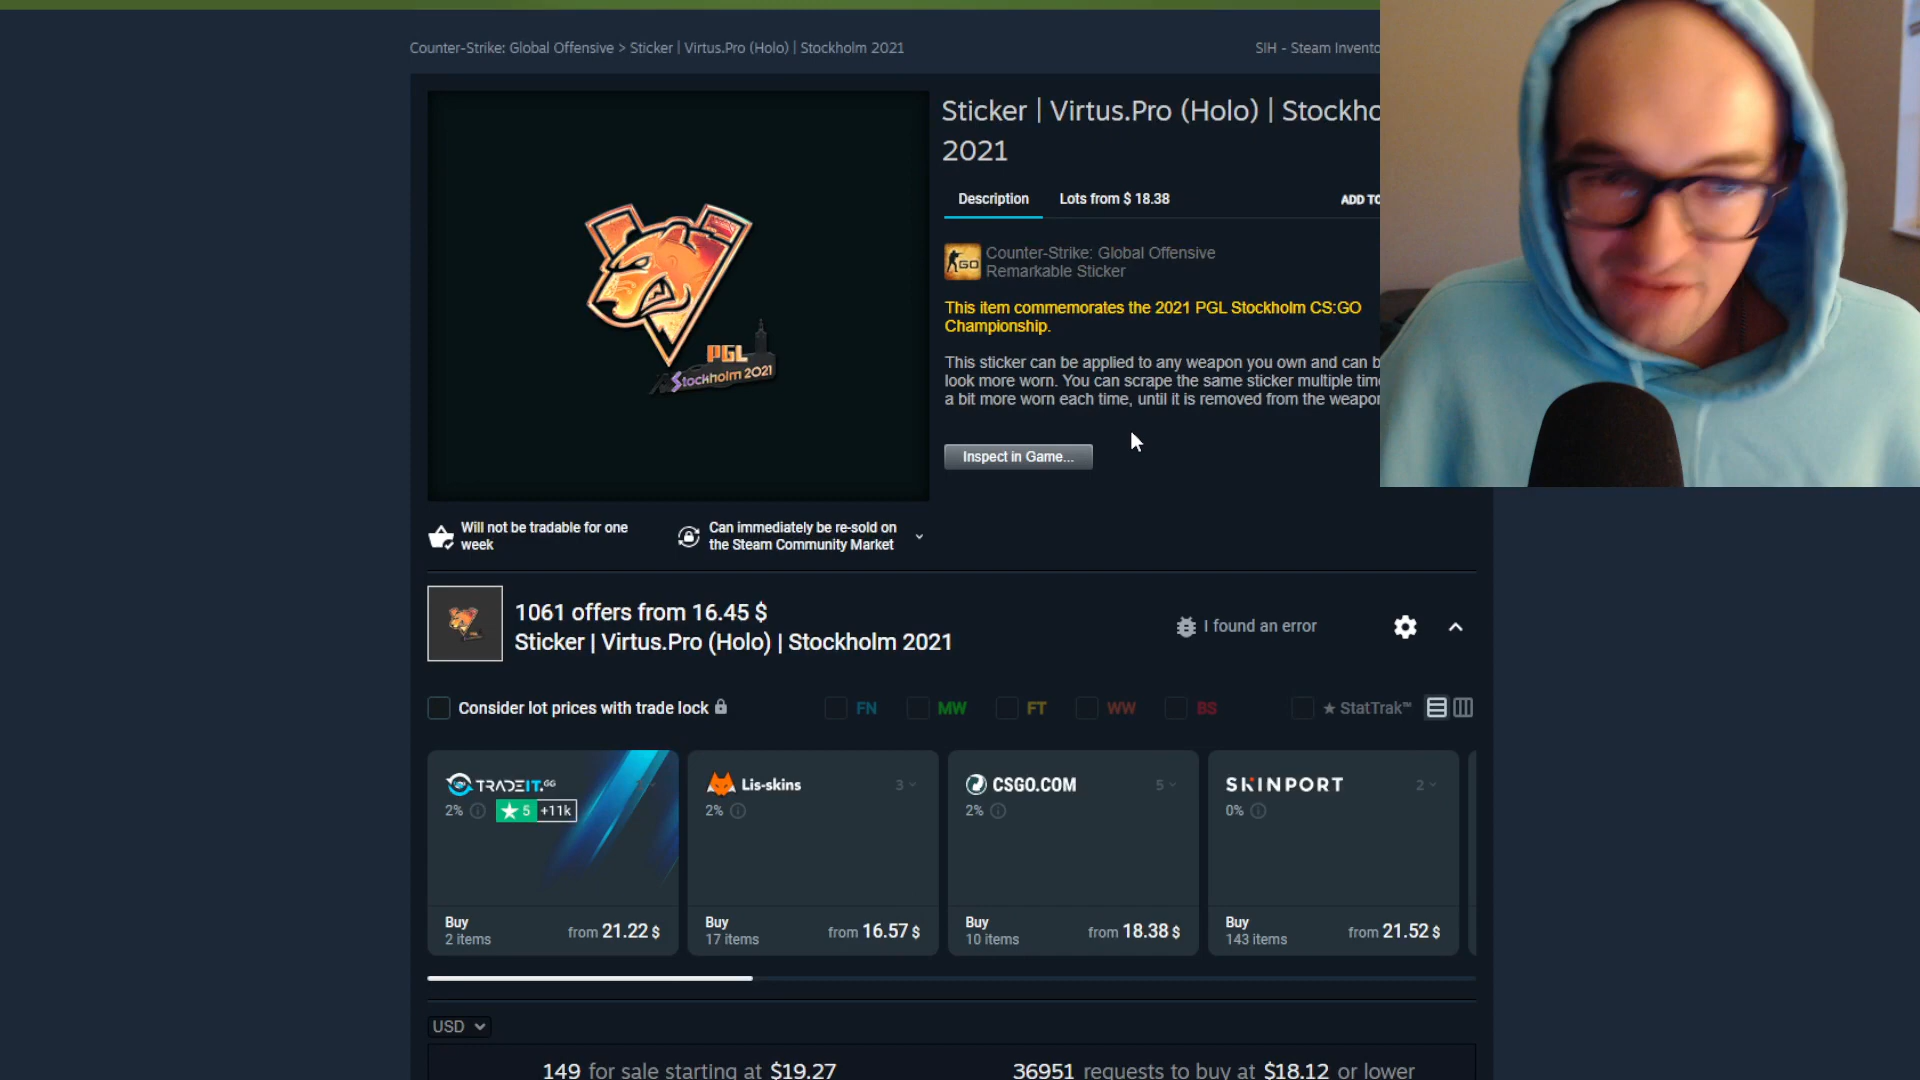 Counter-Strike: Global Offensive > Sticker | Virtus.Pro (Holo) | Stockholm 2021
SIH - Steam Invento
PGL
Stockholm 2021
Sticker | Virtus.Pro (Holo) | Stockho
2021
Description
Lots from $ 18.38
ADD TO
GO
Counter-Strike: Global Offensive
Remarkable Sticker
This item commemorates the 2021 PGL Stockholm CS:GO
Championship.
This sticker can be applied to any weapon you own and can b
look more worn. You can scrape the same sticker multiple time
a bit more worn each time, until it is removed from the weapon
Inspect in Game...
Will not be tradable for one
week
Can immediately be re-sold on
the Steam Community Market
1061 offers from 16.45 $
Sticker | Virtus.Pro (Holo) | Stockholm 2021
I found an error
Consider lot prices with trade lock
FN
MW
FT
WW
BS
★ StatTrak™
TRADEIT.GG
2%
5
+11k
Buy
2 items
from 21.22 $
Lis-skins
3
2%
Buy
17 items
from 16.57 $
CSGO.COM
5
2%
Buy
10 items
from 18.38 $
SKINPORT
2
0%
Buy
143 items
from 21.52 $
USD
149 for sale starting at $19.27
36951 requests to buy at $18.12 or lower